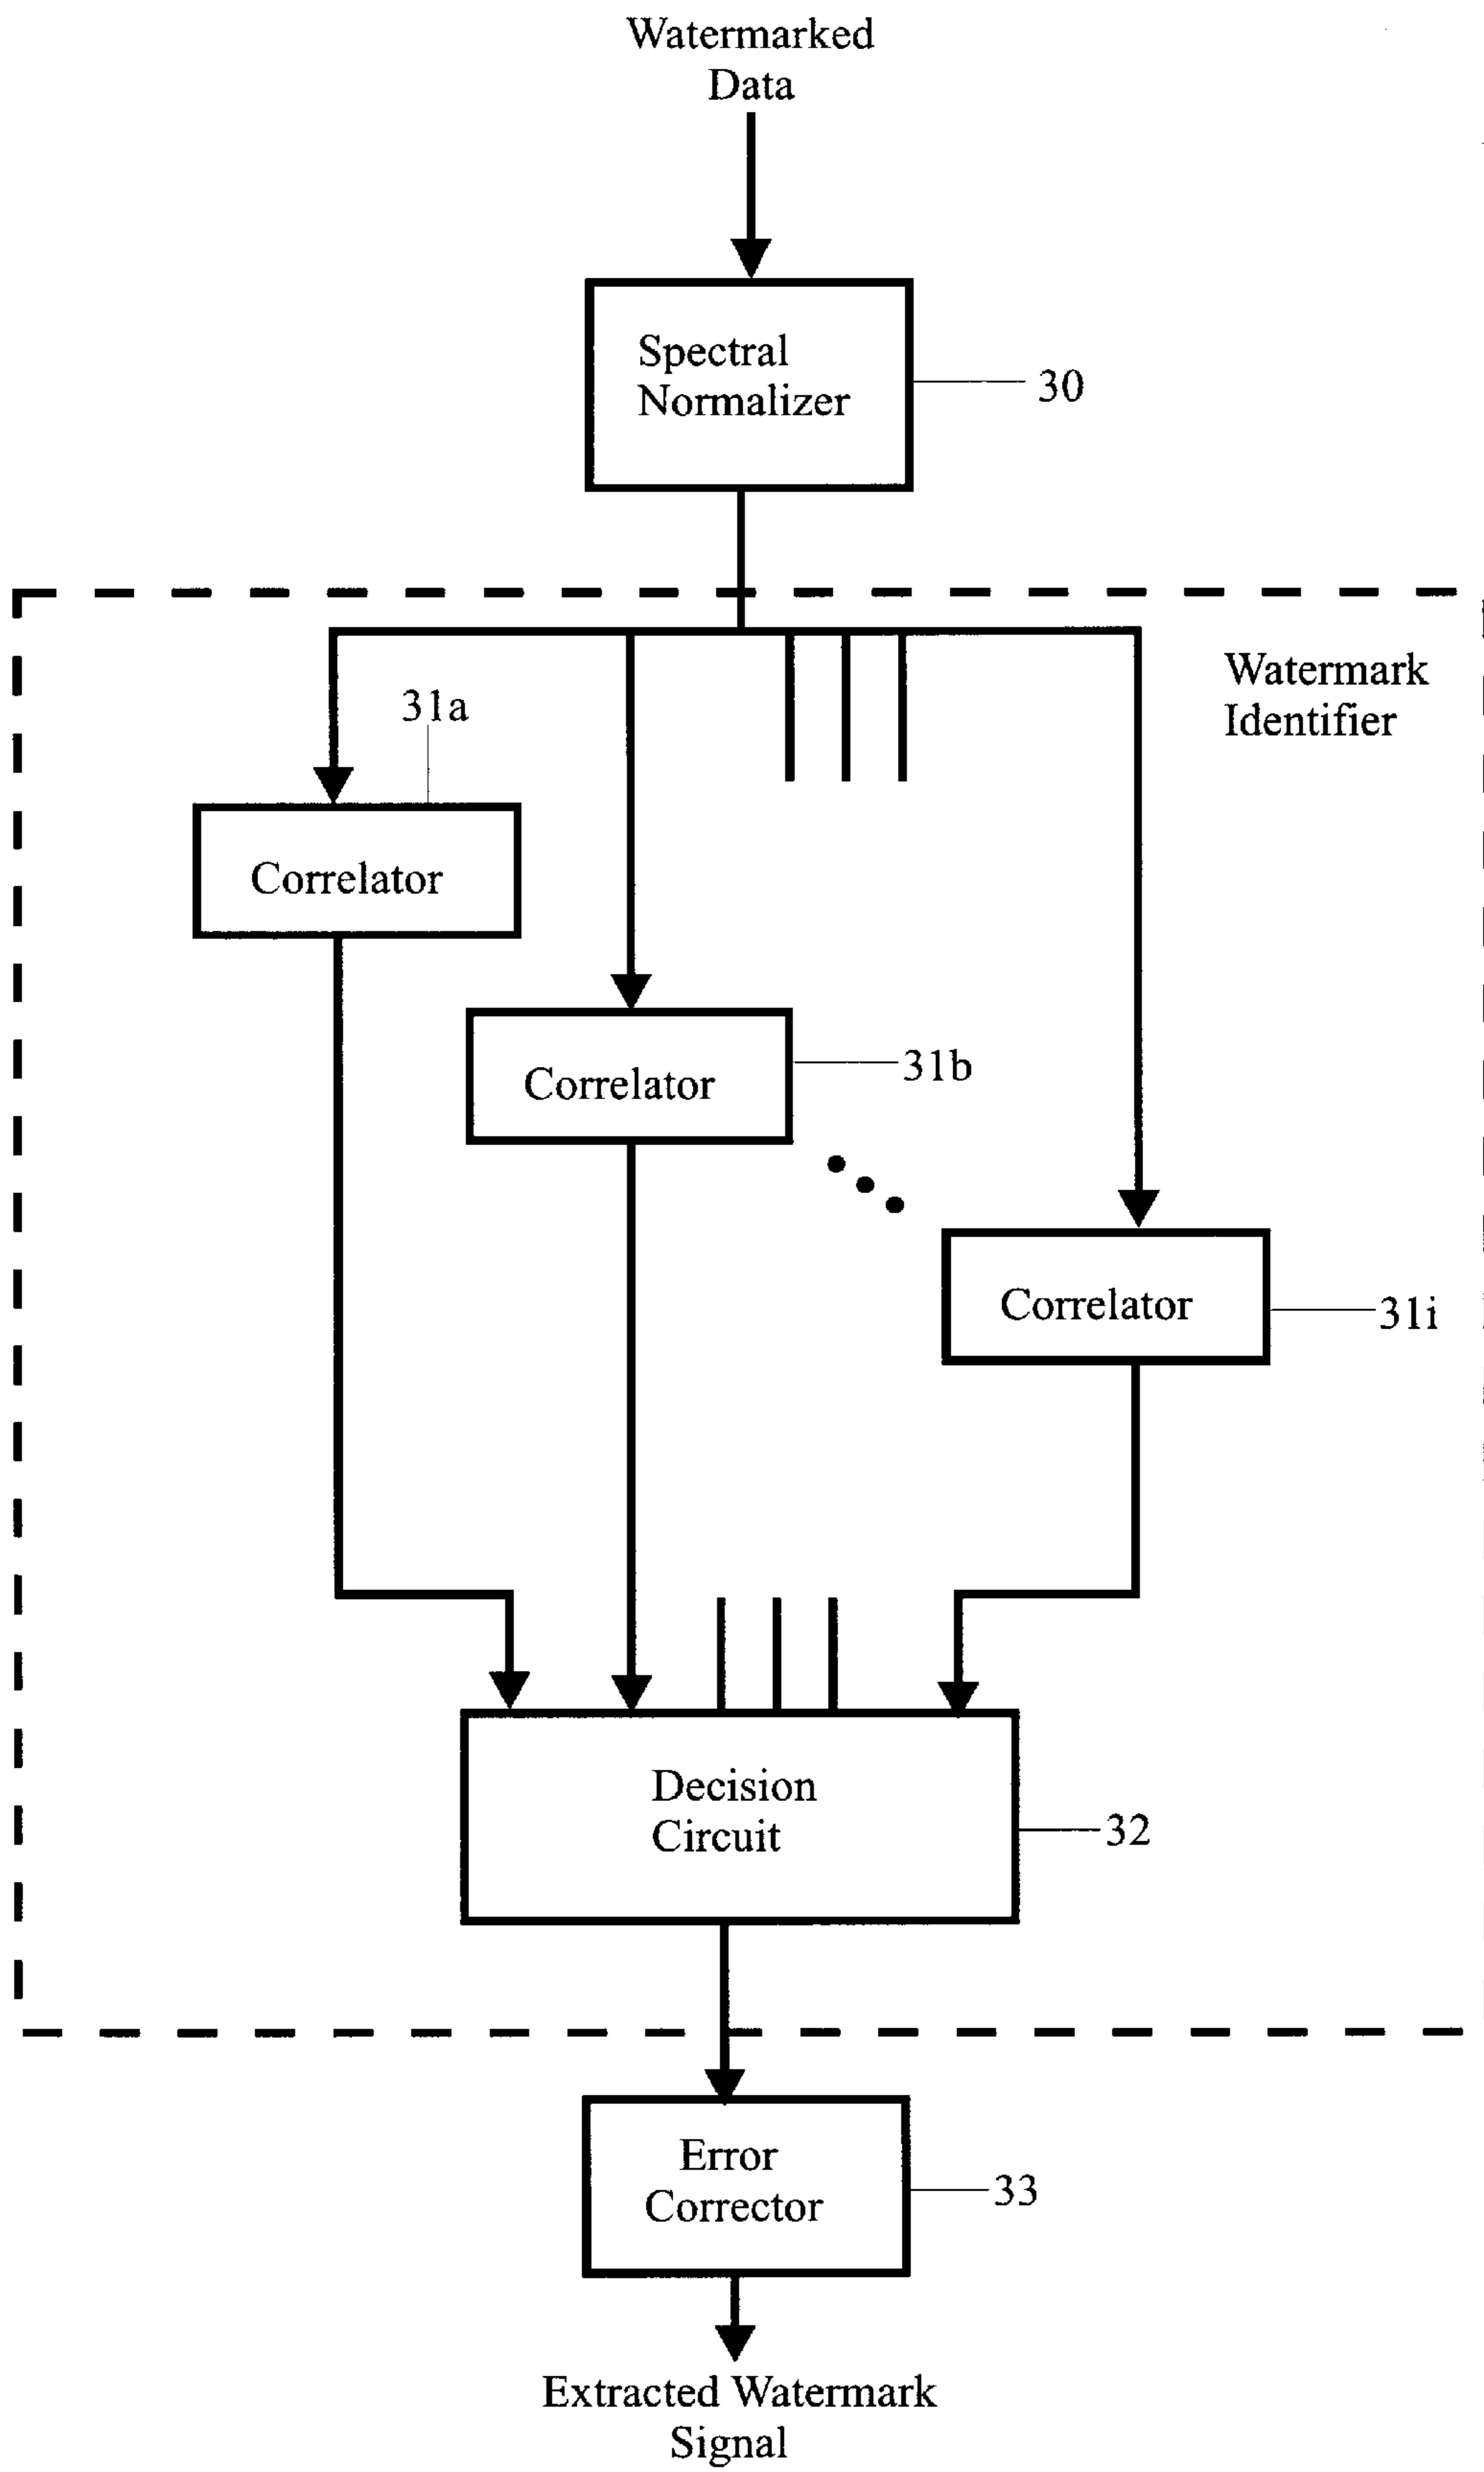 Watermarked
Data
Spectral
Normalizer
30
Watermark
Identifier
31a
Correlator
Correlator
31b
Correlator
31i
Decision
Circuit
32
Error
Corrector
33
Extracted Watermark
Signal